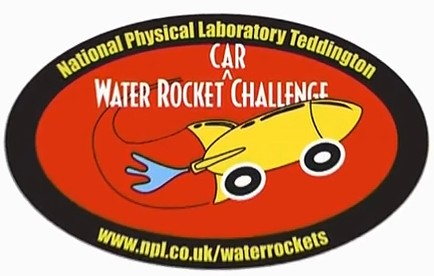 National Physical Laboratory Teddington
CAR
^
WATER ROCKET CHALLENGE
www.npl.co.uk/waterrockets